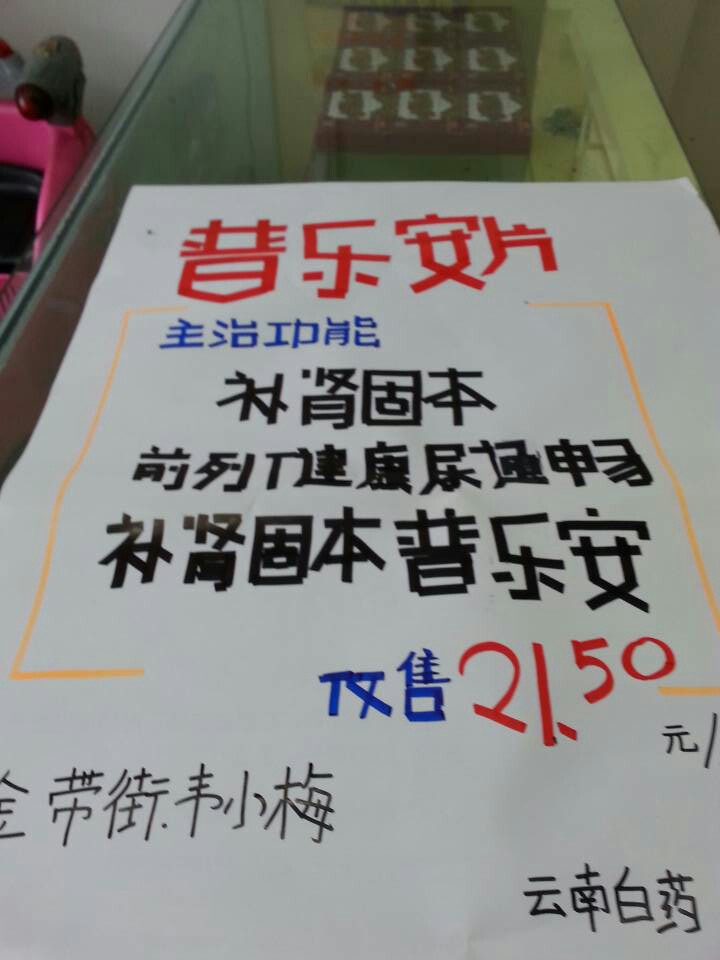 普乐安片
主治功能
补肾固本
前列T健康尿通畅
补肾固本普乐安
仅售21.50
元/
金带街.韦小梅
云南白药